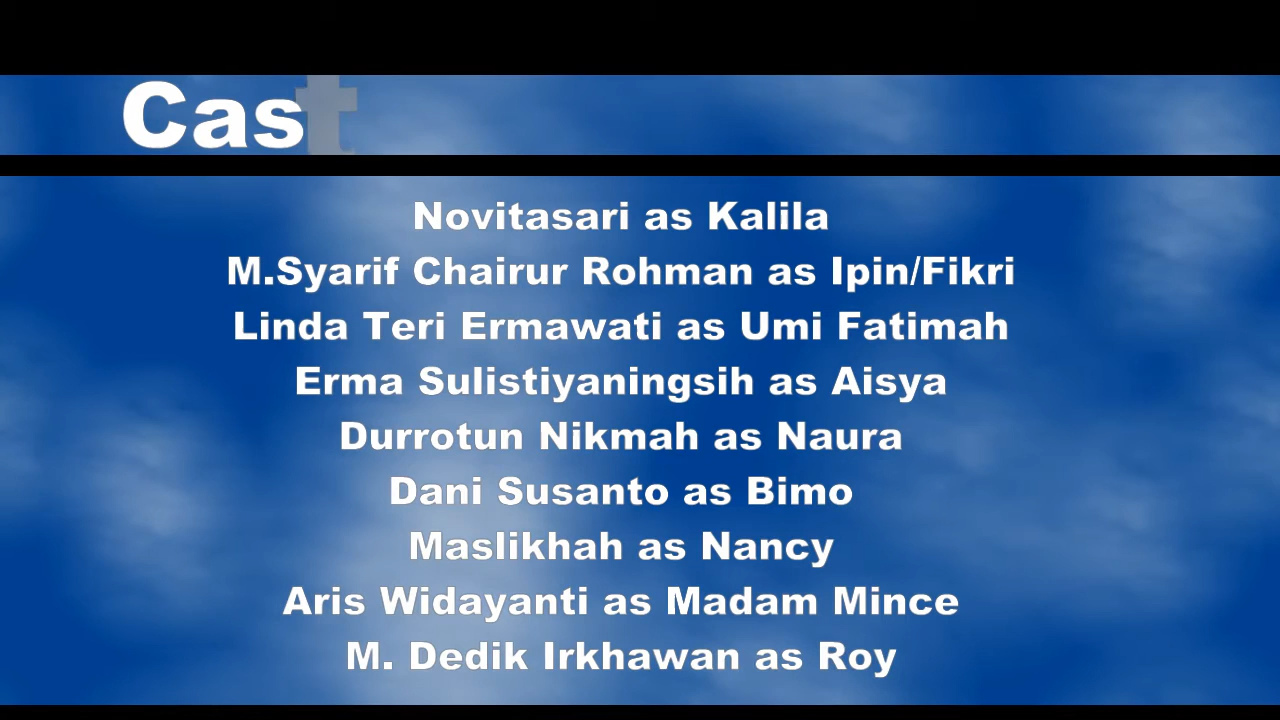 Cast
Novitasari as Kalila
M.Syarif Chairur Rohman as Ipin/Fikri
Linda Teri Ermawati as Umi Fatimah
Erma Sulistiyaningsih as Aisya
Durrotun Nikmah as Naura
Dani Susanto as Bimo
Maslikhah as Nancy
Aris Widayanti as Madam Mince
M. Dedik Irkhawan as Roy